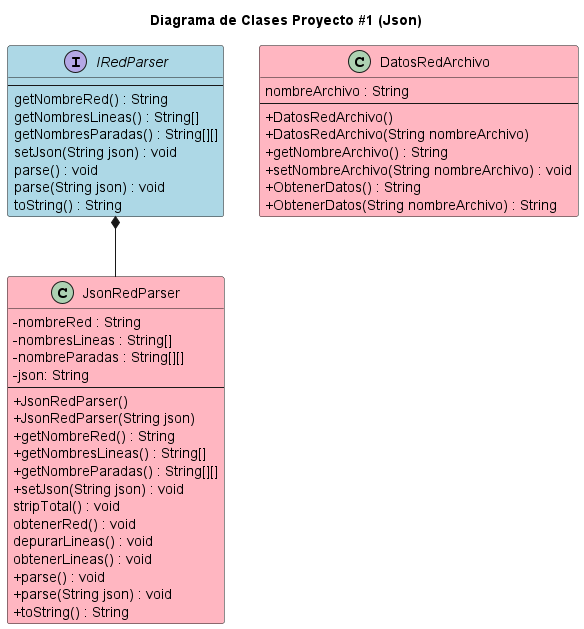 Diagrama de Clases Proyecto #1 (Json)
I IRedParser
getNombreRed() : String
getNombresLineas() : String[]
getNombresParadas() : String[][]
setJson(String json) : void
parse() : void
parse(String json) : void
toString() : String
C DatosRedArchivo
nombreArchivo : String
+DatosRedArchivo()
+DatosRedArchivo(String nombreArchivo)
+getNombreArchivo() : String
+setNombreArchivo(String nombreArchivo) : void
+ObtenerDatos() : String
+ObtenerDatos(String nombreArchivo) : String
C JsonRedParser
-nombreRed : String
-nombresLineas : String[]
-nombreParadas : String[][]
-json: String
+JsonRedParser()
+JsonRedParser(String json)
+getNombreRed() : String
+getNombresLineas() : String[]
+getNombreParadas() : String[][]
+setJson(String json) : void
stripTotal() : void
obtenerRed() : void
depurarLineas() : void
obtenerLineas() : void
+parse() : void
+parse(String json) : void
+toString() : String